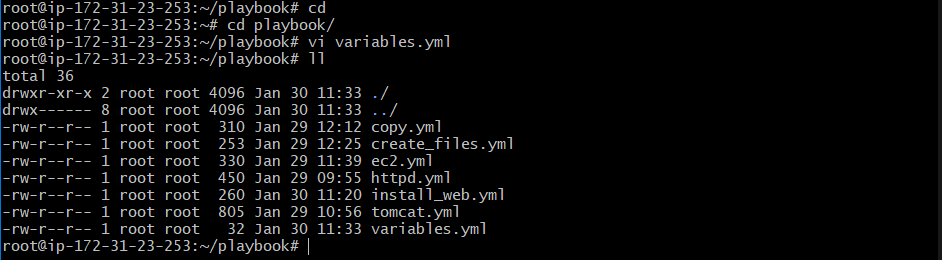 root@ip-172-31-23-253:~/playbook# cd
root@ip-172-31-23-253:~# cd playbook/
root@ip-172-31-23-253:~/playbook# vi variables.yml
root@ip-172-31-23-253:~/playbook# ll
total 36
drwxr-xr-x 2 root root 4096 Jan 30 11:33 ./
drwx------ 8 root root 4096 Jan 30 11:33 ../
-rw-r--r-- 1 root root  310 Jan 29 12:12 copy.yml
-rw-r--r-- 1 root root  253 Jan 29 12:25 create_files.yml
-rw-r--r-- 1 root root  330 Jan 29 11:39 ec2.yml
-rw-r--r-- 1 root root  450 Jan 29 09:55 httpd.yml
-rw-r--r-- 1 root root  260 Jan 30 11:20 install_web.yml
-rw-r--r-- 1 root root  805 Jan 29 10:56 tomcat.yml
-rw-r--r-- 1 root root   32 Jan 30 11:33 variables.yml
root@ip-172-31-23-253:~/playbook#